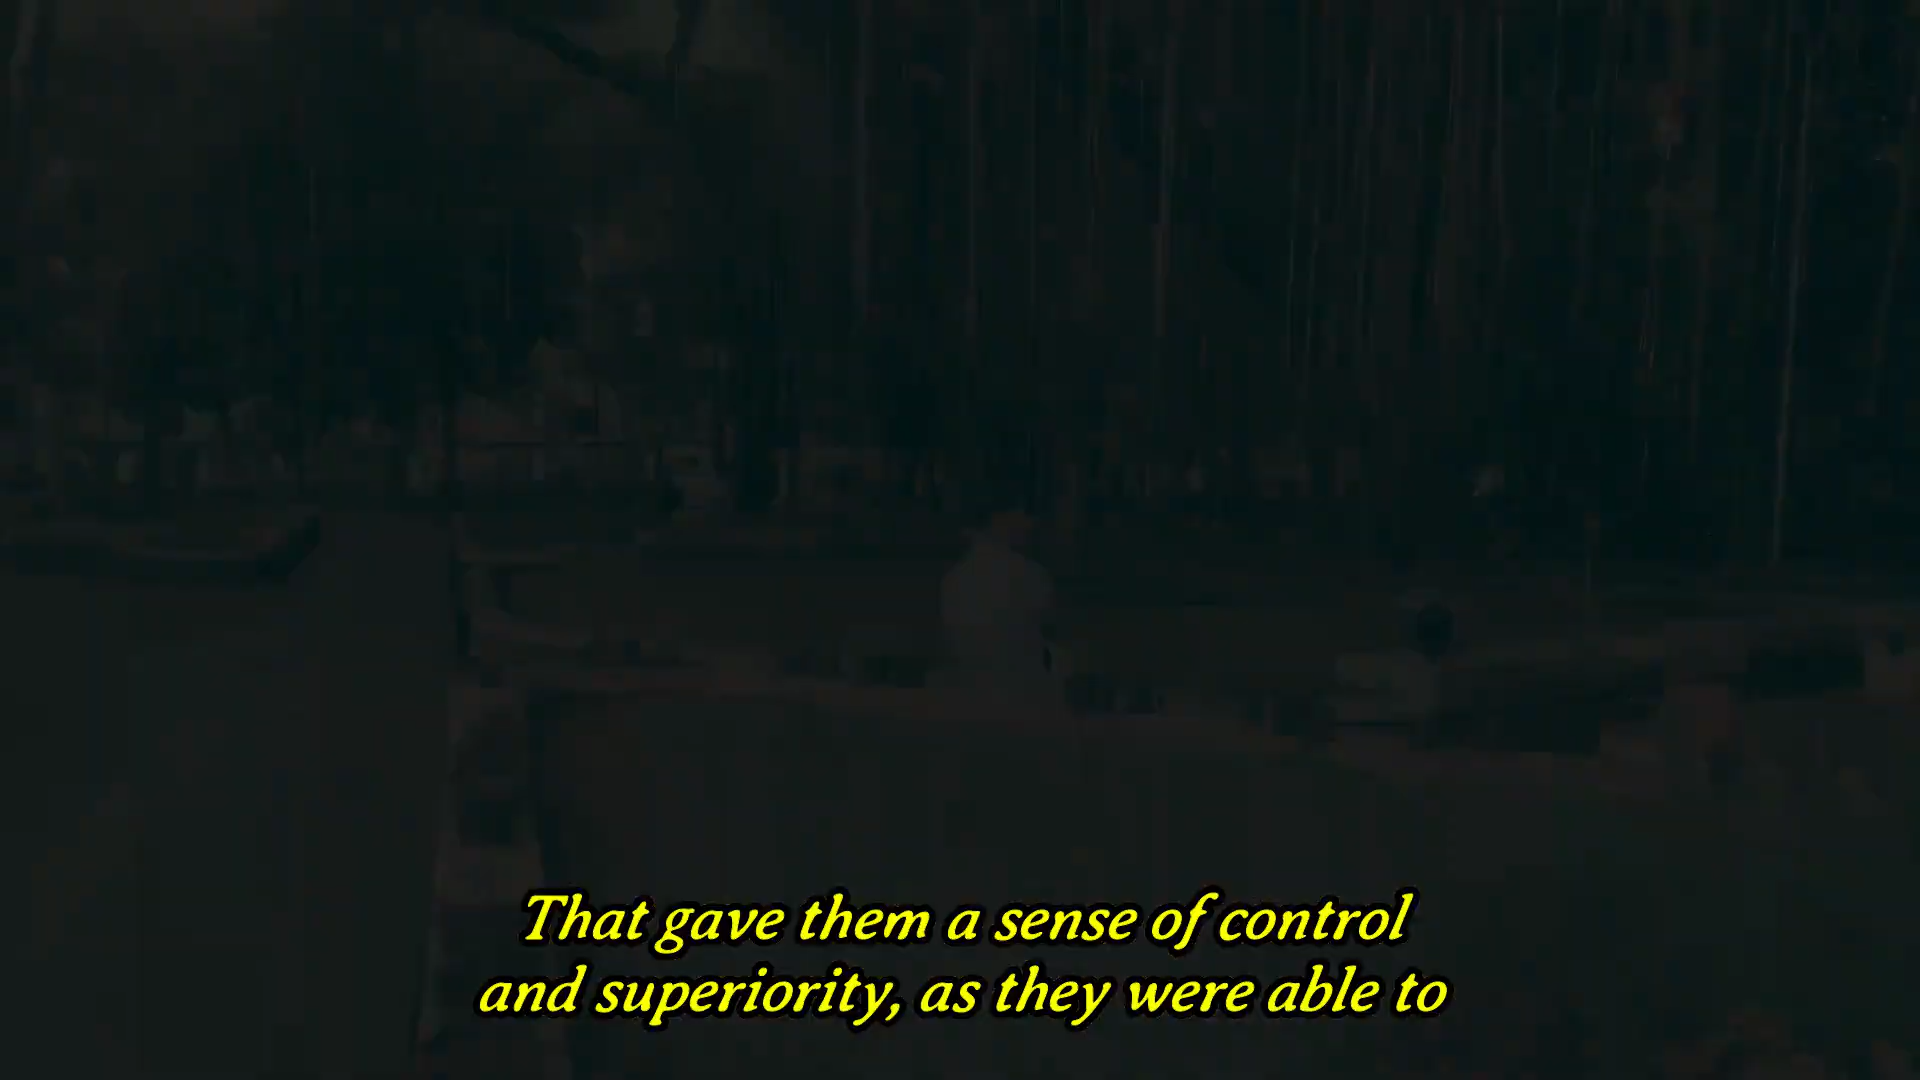 That gave them a sense of control
and superiority, as they were able to